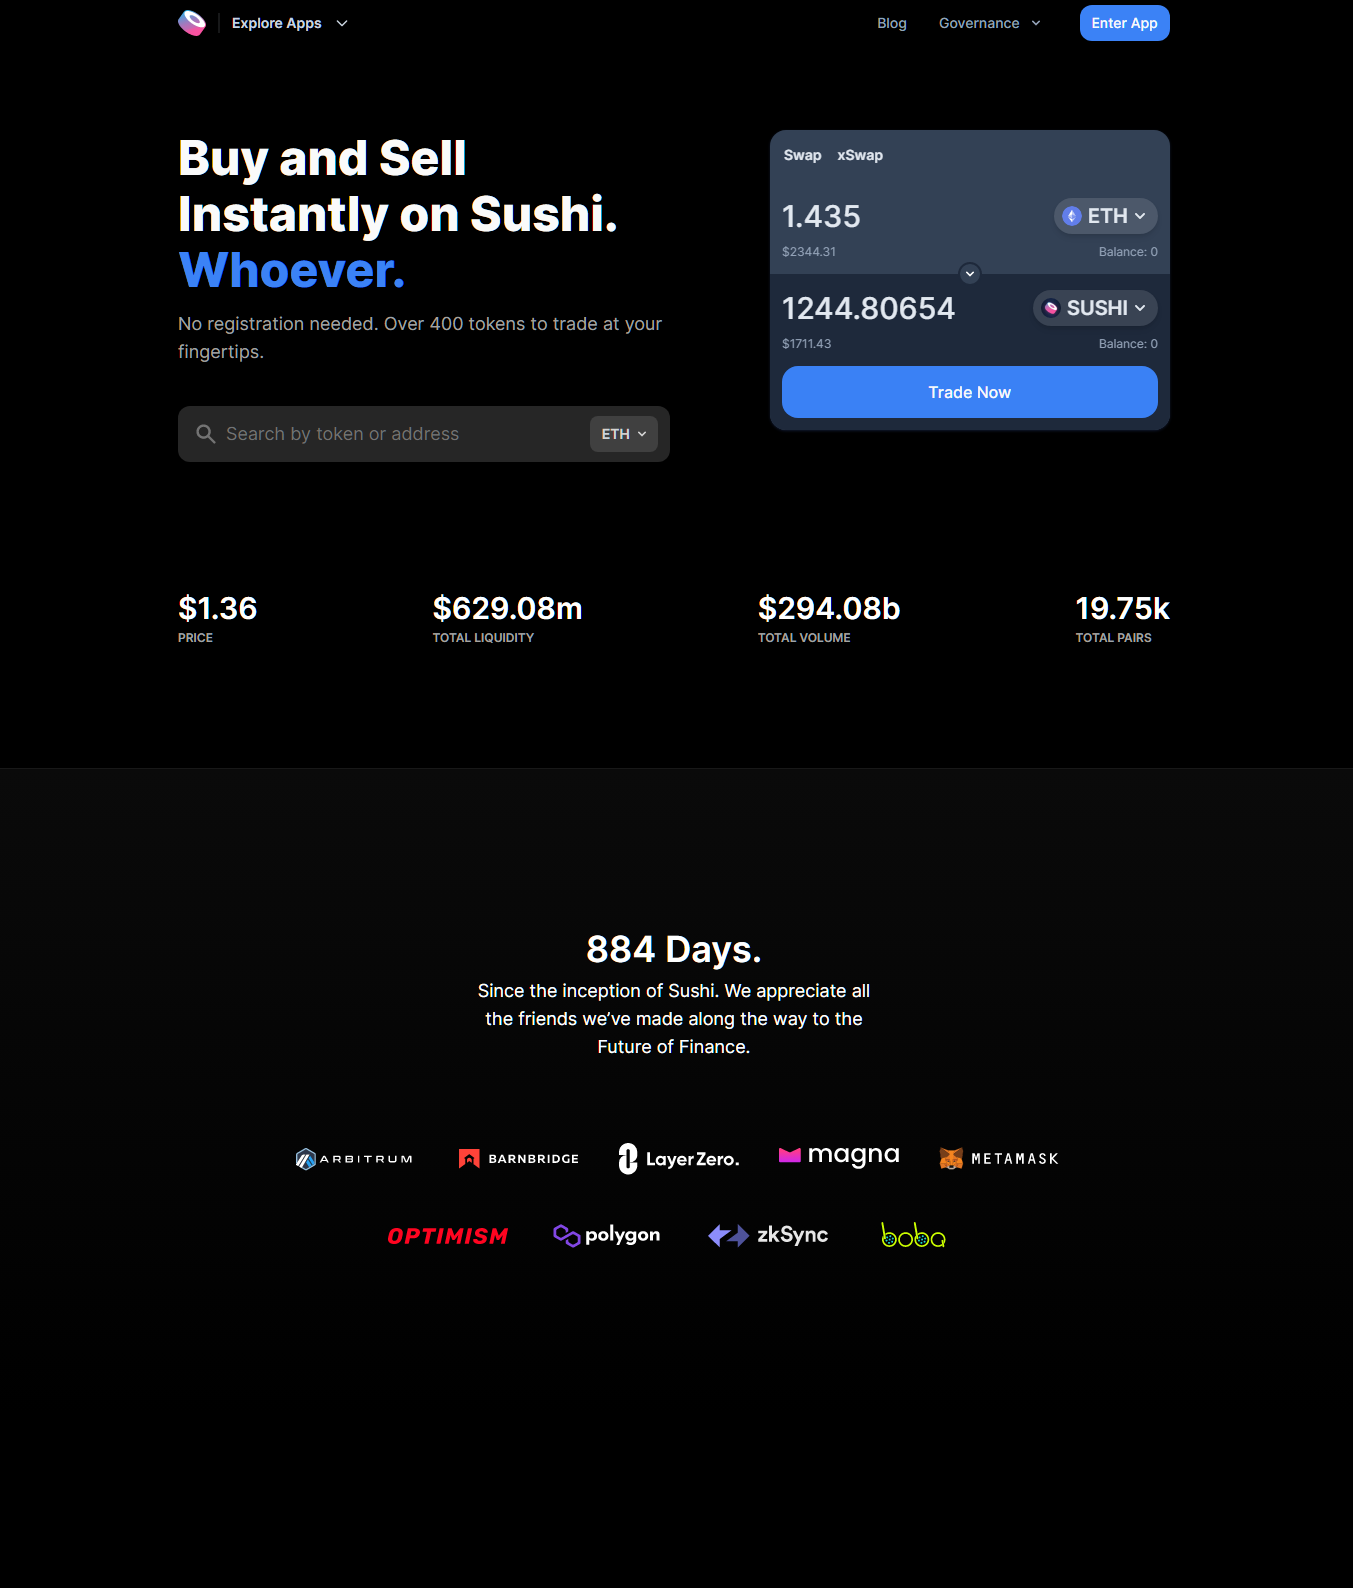 Explore Apps
Blog
Governance
Enter App
Buy and Sell
Instantly on Sushi.
Whoever.
No registration needed. Over 400 tokens to trade at your
fingertips.
Search by token or address
ETH
Swap
xSwap
1.435
ETH
$2344.31
Balance: 0
1244.80654
SUSHI
$1711.43
Balance: 0
Trade Now
$1.36
PRICE
$629.08m
TOTAL LIQUIDITY
$294.08b
TOTAL VOLUME
19.75k
TOTAL PAIRS
884 Days.
Since the inception of Sushi. We appreciate all
the friends we’ve made along the way to the
Future of Finance.
ARBITRUM
BARNBRIDGE
LayerZero.
magna
METAMASK
OPTIMISM
polygon
zkSync
boba